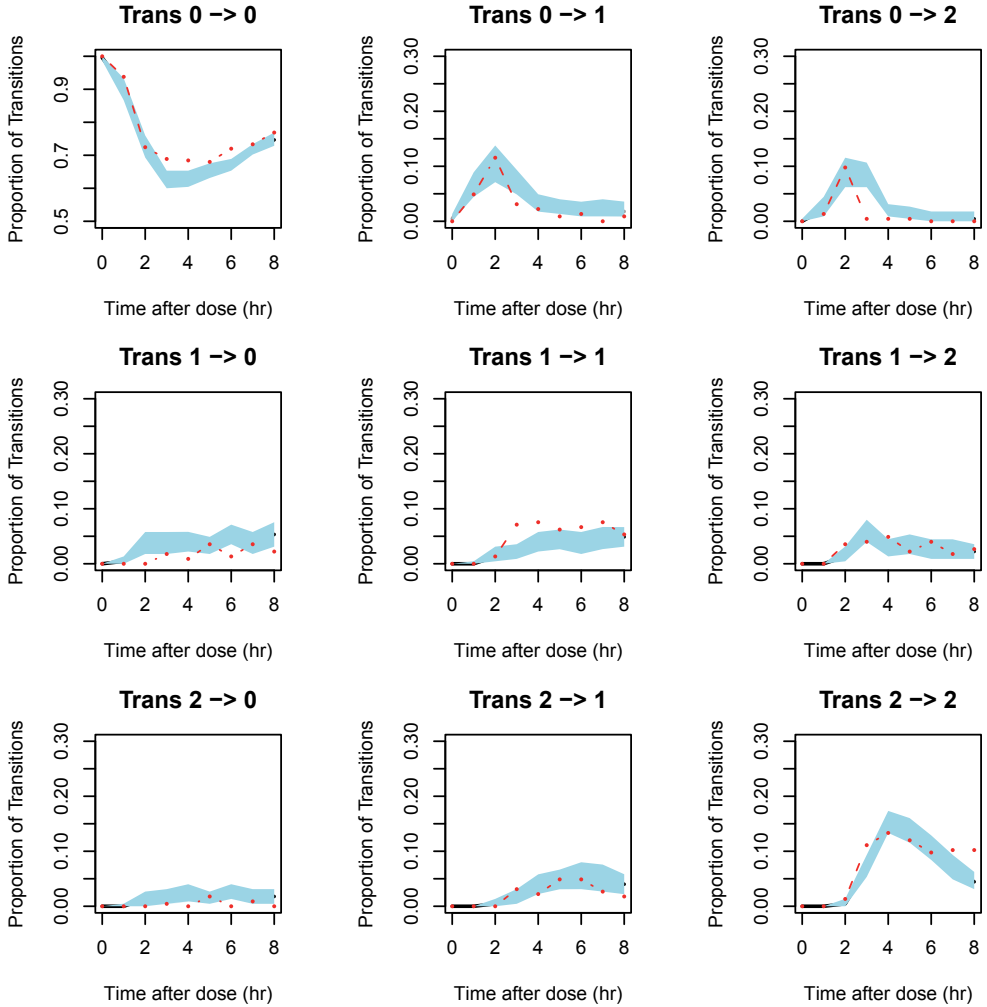 Trans 0 −> 0
Trans 0 −> 1
Trans 0 −> 2
Proportion of Transitions
0.5 0.7 0.9
0 2 4 6 8
Time after dose (hr)
Proportion of Transitions
0.00 0.10 0.20 0.30
0 2 4 6 8
Time after dose (hr)
Proportion of Transitions
0.00 0.10 0.20 0.30
0 2 4 6 8
Time after dose (hr)
Trans 1 −> 0
Trans 1 −> 1
Trans 1 −> 2
Proportion of Transitions
0.00 0.10 0.20 0.30
0 2 4 6 8
Time after dose (hr)
Proportion of Transitions
0.00 0.10 0.20 0.30
0 2 4 6 8
Time after dose (hr)
Proportion of Transitions
0.00 0.10 0.20 0.30
0 2 4 6 8
Time after dose (hr)
Trans 2 −> 0
Trans 2 −> 1
Trans 2 −> 2
Proportion of Transitions
0.00 0.10 0.20 0.30
0 2 4 6 8
Time after dose (hr)
Proportion of Transitions
0.00 0.10 0.20 0.30
0 2 4 6 8
Time after dose (hr)
Proportion of Transitions
0.00 0.10 0.20 0.30
0 2 4 6 8
Time after dose (hr)